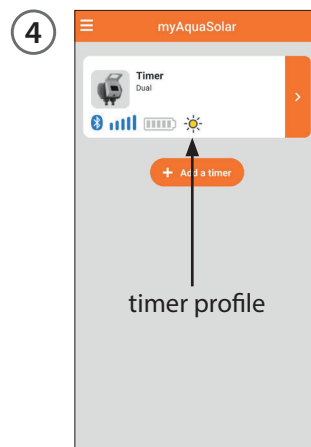 4
myAquaSolar
Timer
Dual
+ Add a timer
timer profile